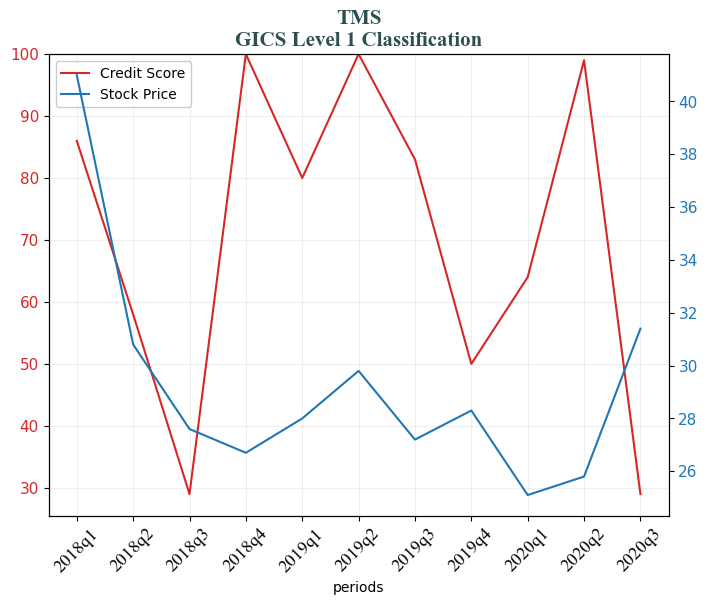 TMS
GICS Level 1 Classification
Credit Score
Stock Price
100
90
80
70
60
50
40
30
40
38
36
34
32
30
28
26
2018q1
2018q2
2018q3
2018q4
2019q1
2019q2
2019q3
2019q4
2020q1
2020q2
2020q3
periods